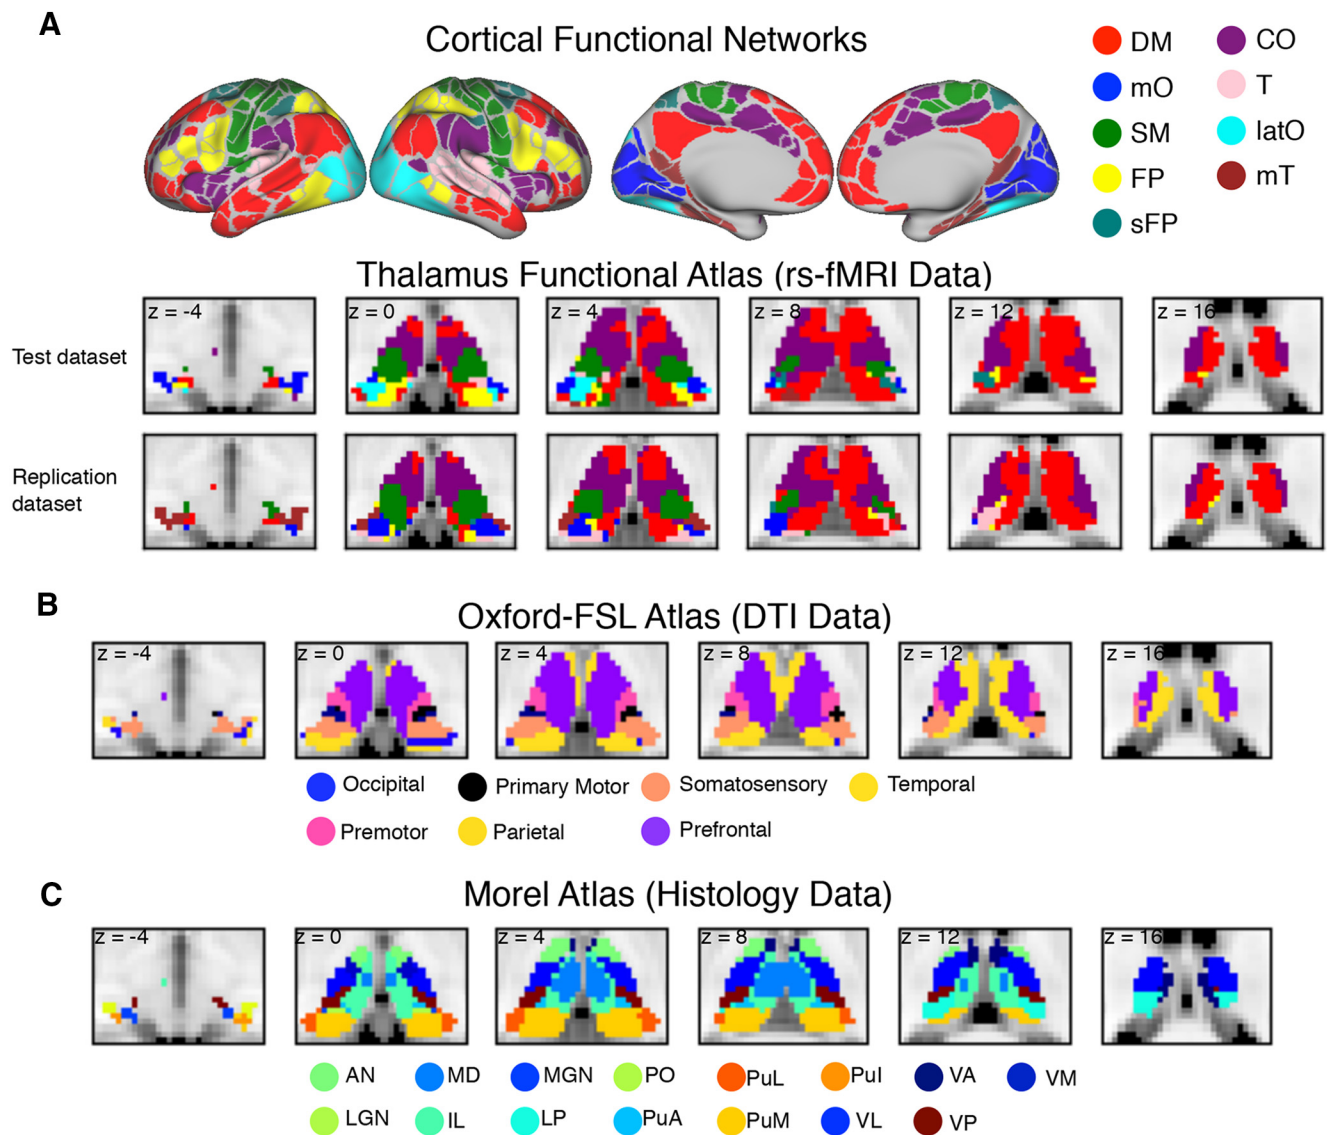 A
Cortical Functional Networks
DM
CO
mO
T
SM
latO
FP
mT
sFP
Thalamus Functional Atlas (rs-fMRI Data)
z = -4
z = 0
z = 4
z = 8
z = 12
z = 16
Test dataset
Replication
dataset
B
Oxford-FSL Atlas (DTI Data)
z = -4
z = 0
z = 4
z = 8
z = 12
z = 16
Occipital
Primary Motor
Somatosensory
Temporal
Premotor
Parietal
Prefrontal
C
Morel Atlas (Histology Data)
z = -4
z = 0
z = 4
z = 8
z = 12
z = 16
AN
MD
MGN
PO
PuL
PuI
VA
VM
LGN
IL
LP
PuA
PuM
VL
VP